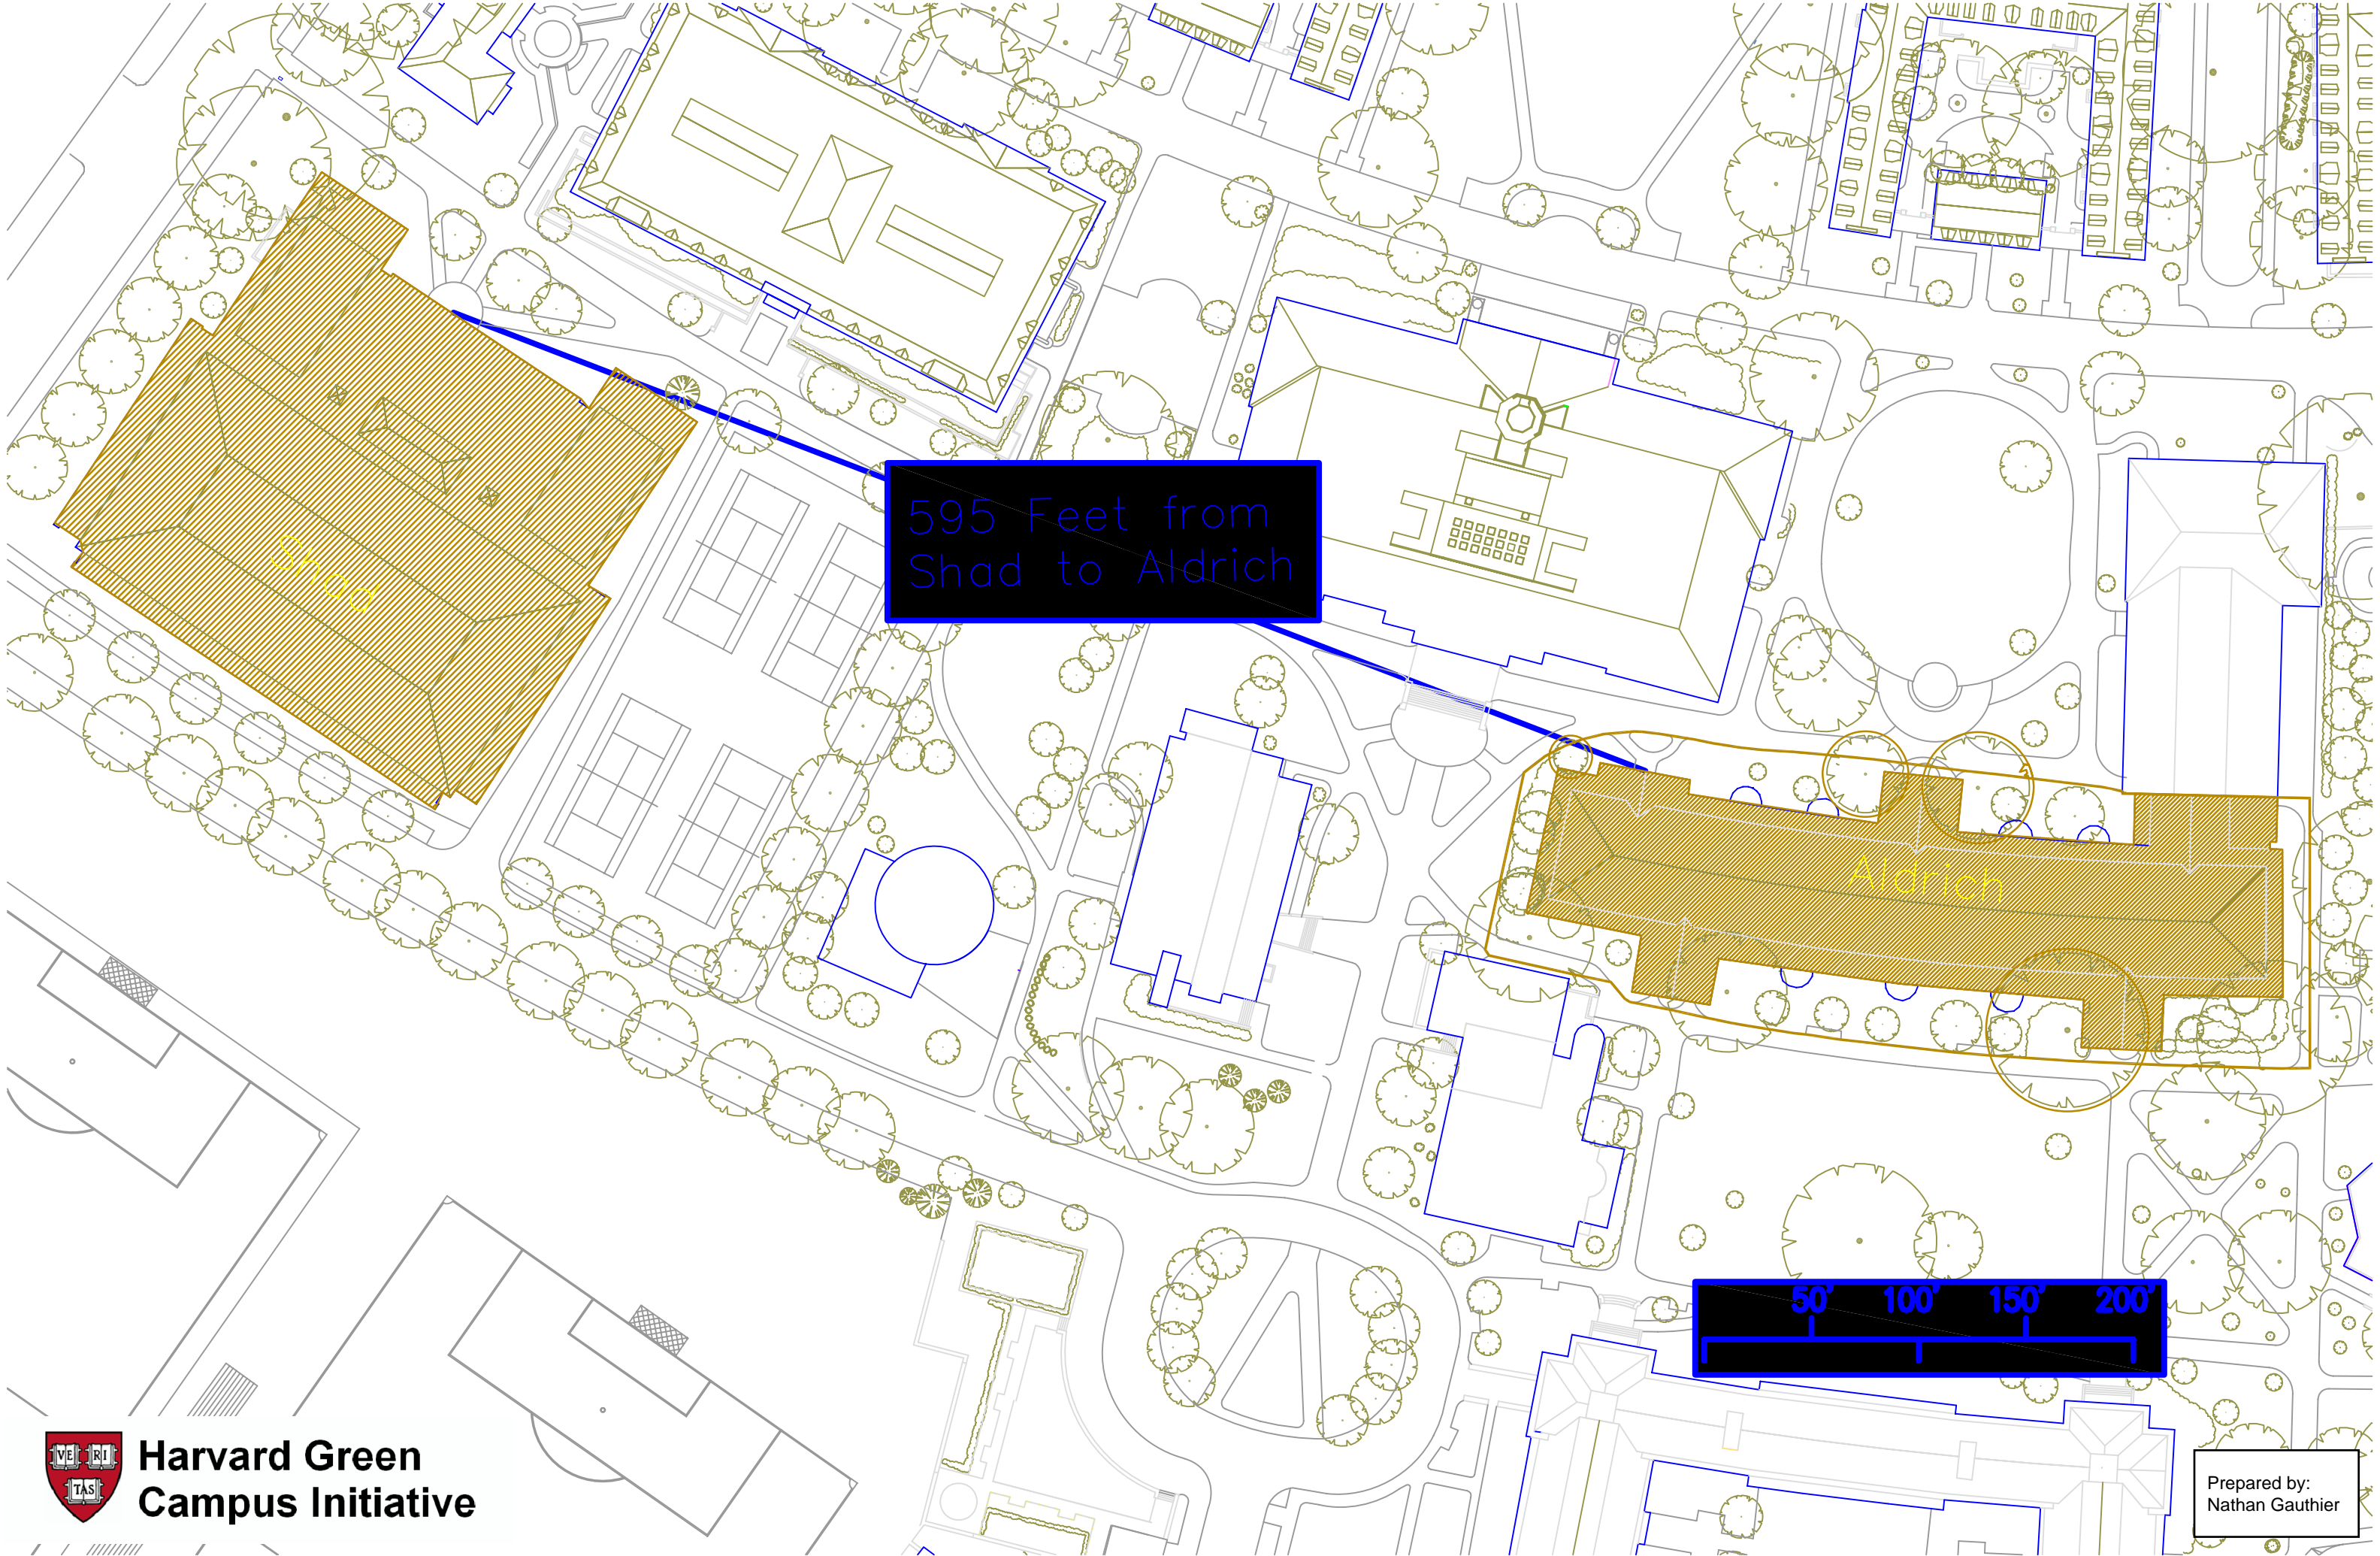 595 Feet from
Shad to Aldrich
Shad
Aldrich
50' 100' 150' 200'
VE RI
TAS
Harvard Green
Campus Initiative
Prepared by:
Nathan Gauthier